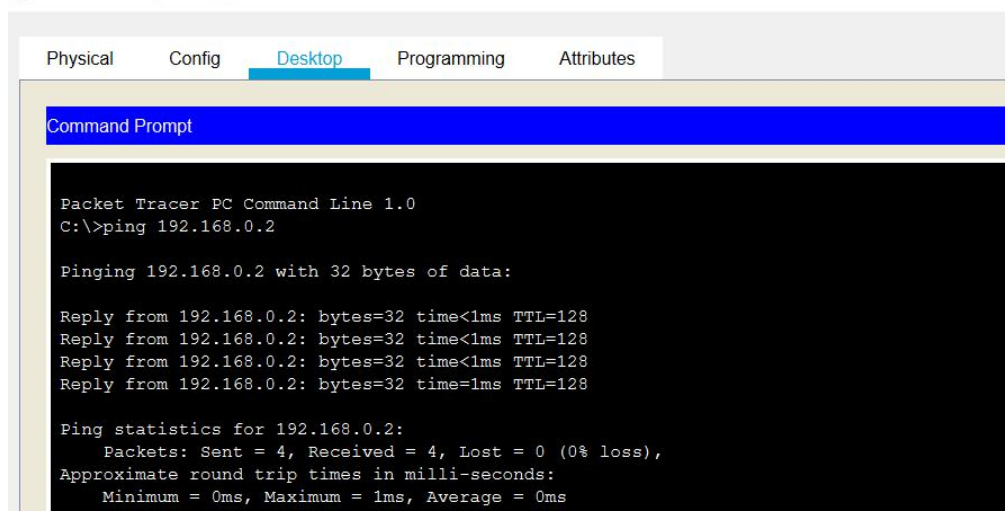 Physical Config Desktop Programming Attributes
Command Prompt
Packet Tracer PC Command Line 1.0
C:\>ping 192.168.0.2
Pinging 192.168.0.2 with 32 bytes of data:
Reply from 192.168.0.2: bytes=32 time<1ms TTL=128
Reply from 192.168.0.2: bytes=32 time<1ms TTL=128
Reply from 192.168.0.2: bytes=32 time<1ms TTL=128
Reply from 192.168.0.2: bytes=32 time=1ms TTL=128
Ping statistics for 192.168.0.2:
Packets: Sent = 4, Received = 4, Lost = 0 (0% loss),
Approximate round trip times in milli-seconds:
Minimum = 0ms, Maximum = 1ms, Average = 0ms